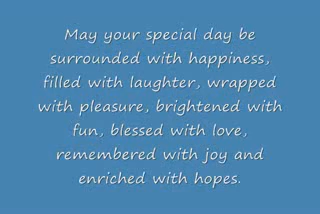 May your special day be
surrounded with happiness,
filled with laughter, wrapped
with pleasure, brightened with
fun, blessed with love,
remembered with joy and
enriched with hopes.